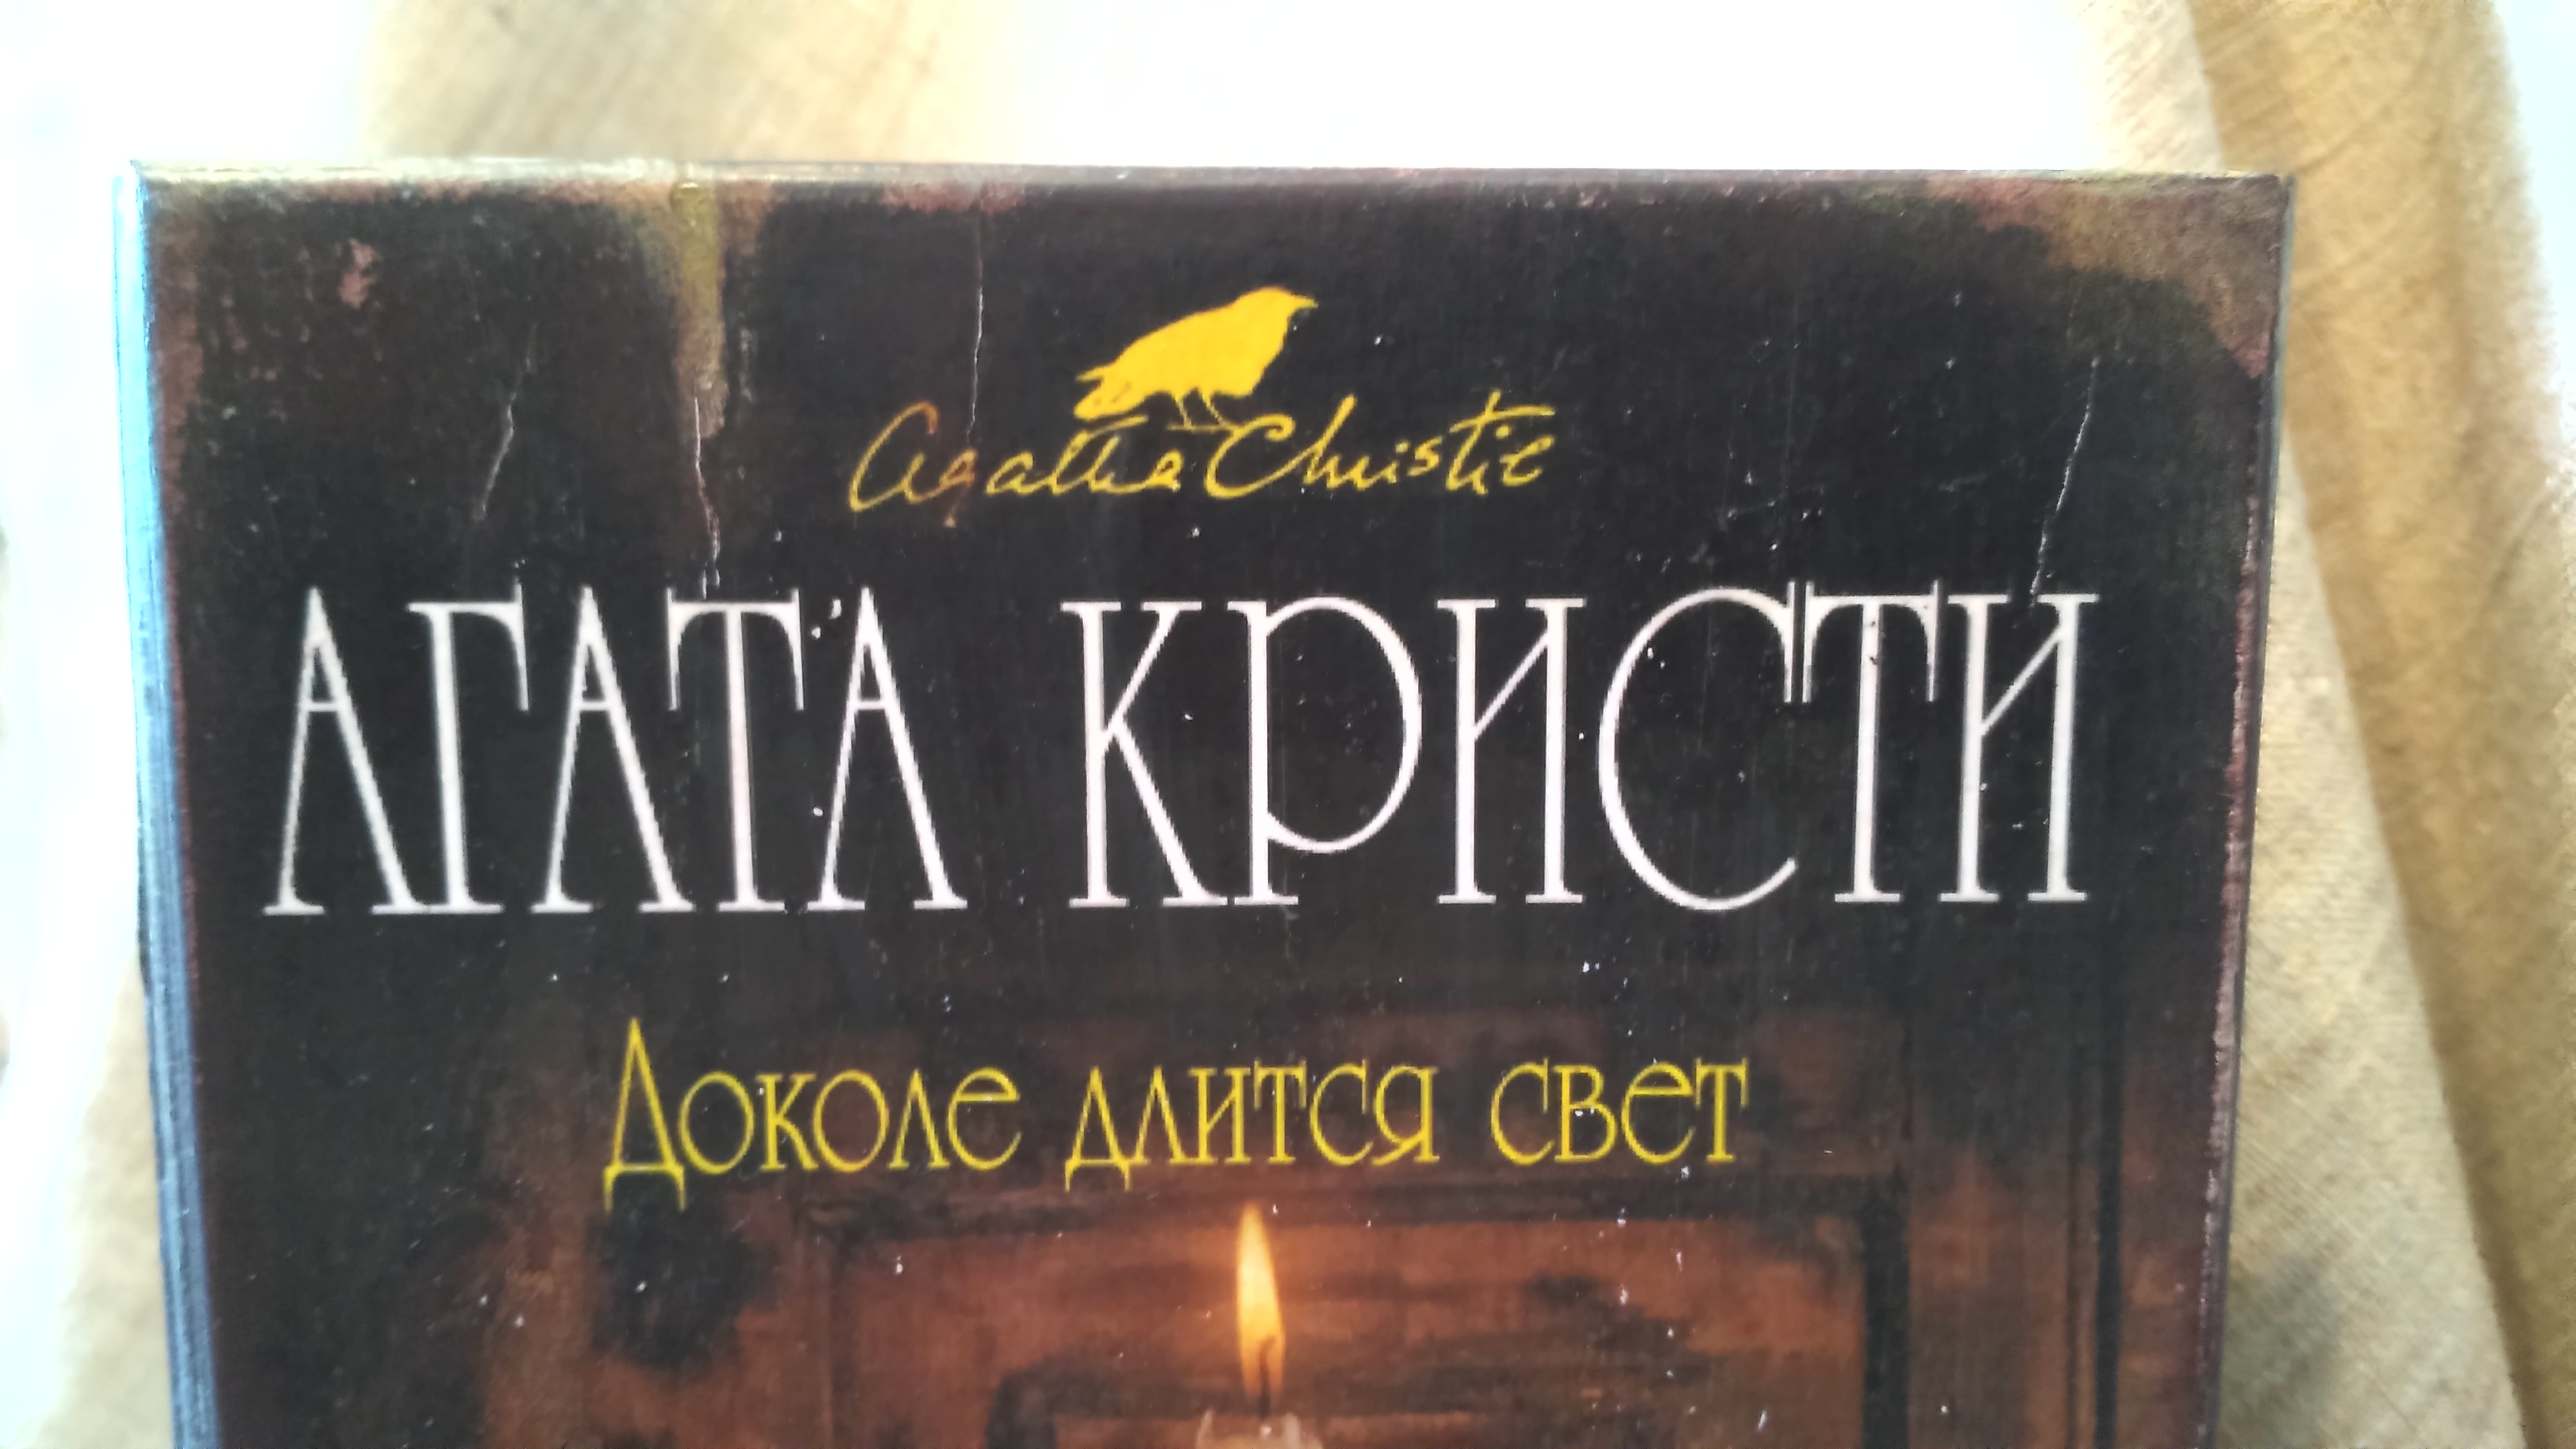 Agatha Christie
АГАТА КРИСТИ
Доколе длится свет